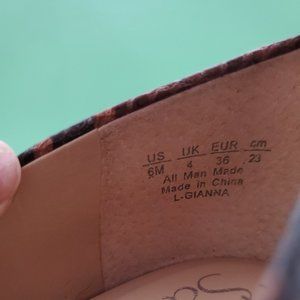 US UK EUR cm
6M 4 36 23
All Man Made
Made in China
L-GIANNA